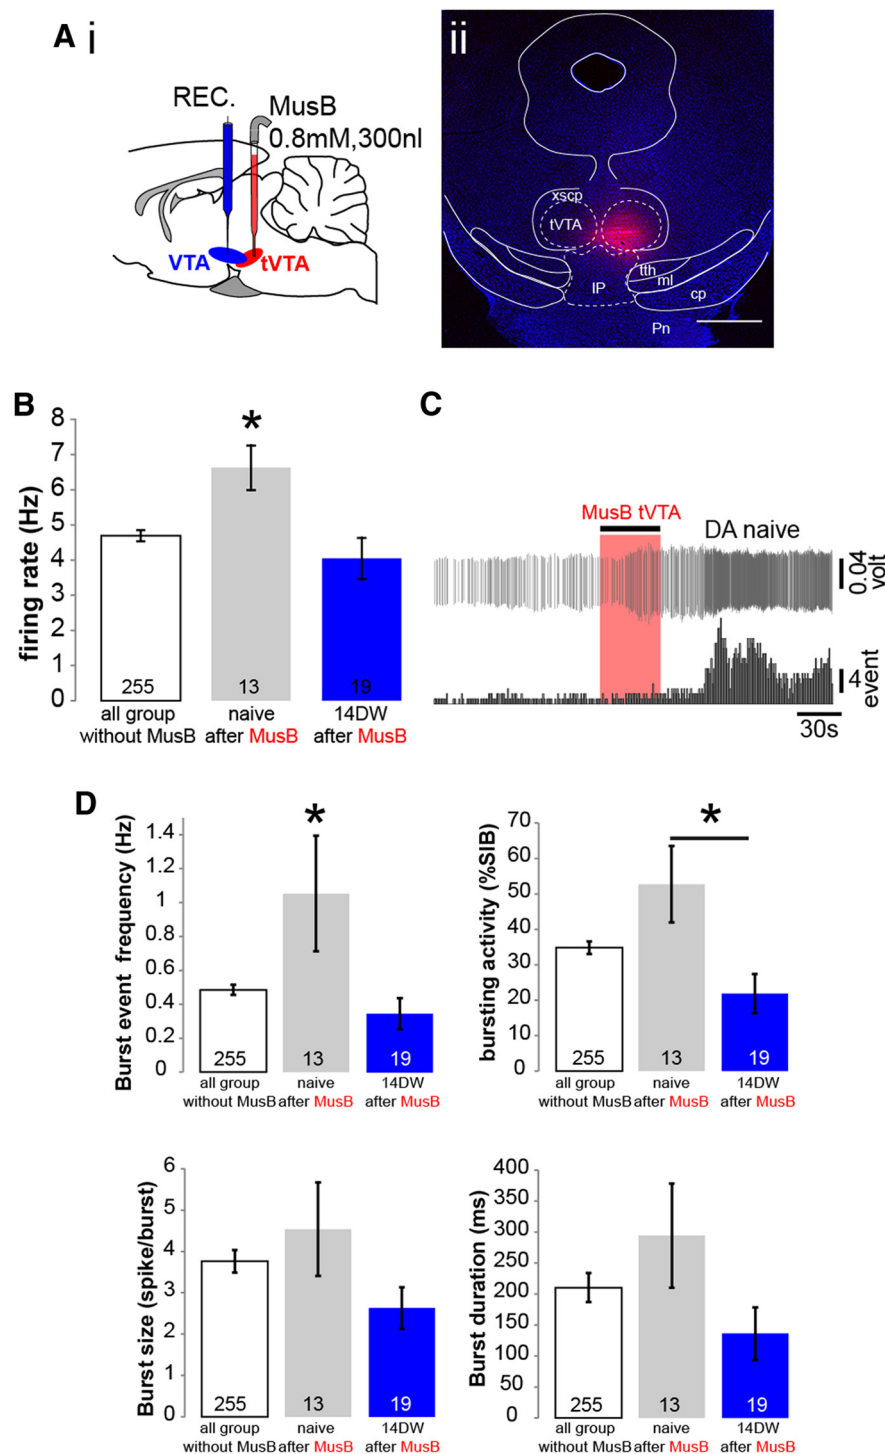 A i
REC.
MusB
0.8mM,300nl
VTA
tVTA
ii
xscp
tVTA
tth
ml
IP
cp
Pn
B
8
7
6
5
4
3
2
1
0
firing rate (Hz)
*
255
13
19
all group
without MusB
naive
after MusB
14DW
after MusB
C
MusB tVTA
DA naive
0.04
volt
4
event
30s
D
Burst event frequency (Hz)
1.4
1.2
1
0.8
0.6
0.4
0.2
0
*
255
13
19
all group
without MusB
naive
after MusB
14DW
after MusB
bursting activity (%SIB)
70
60
50
40
30
20
10
0
*
255
13
19
all group
without MusB
naive
after MusB
14DW
after MusB
Burst size (spike/burst)
6
5
4
3
2
1
0
255
13
19
all group
without MusB
naive
after MusB
14DW
after MusB
Burst duration (ms)
400
350
300
250
200
150
100
50
0
255
13
19
all group
without MusB
naive
after MusB
14DW
after MusB